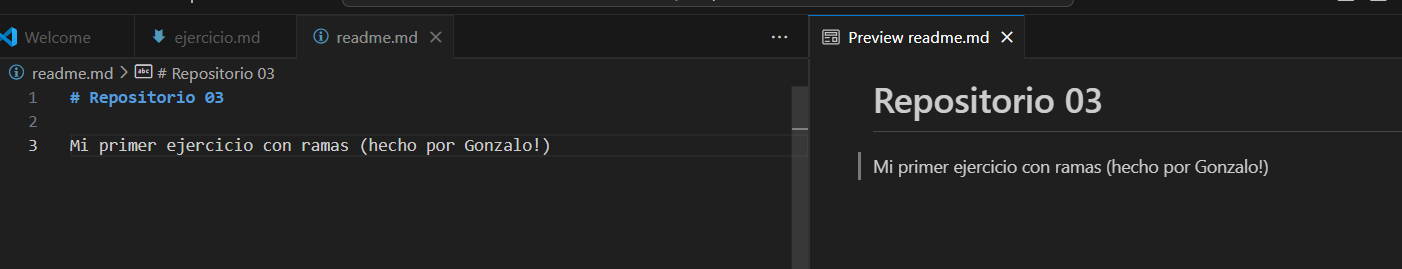 Welcome
ejercicio.md
readme.md
Preview readme.md
readme.md > # Repositorio 03
1 # Repositorio 03
2
3 Mi primer ejercicio con ramas (hecho por Gonzalo!)
Repositorio 03
Mi primer ejercicio con ramas (hecho por Gonzalo!)